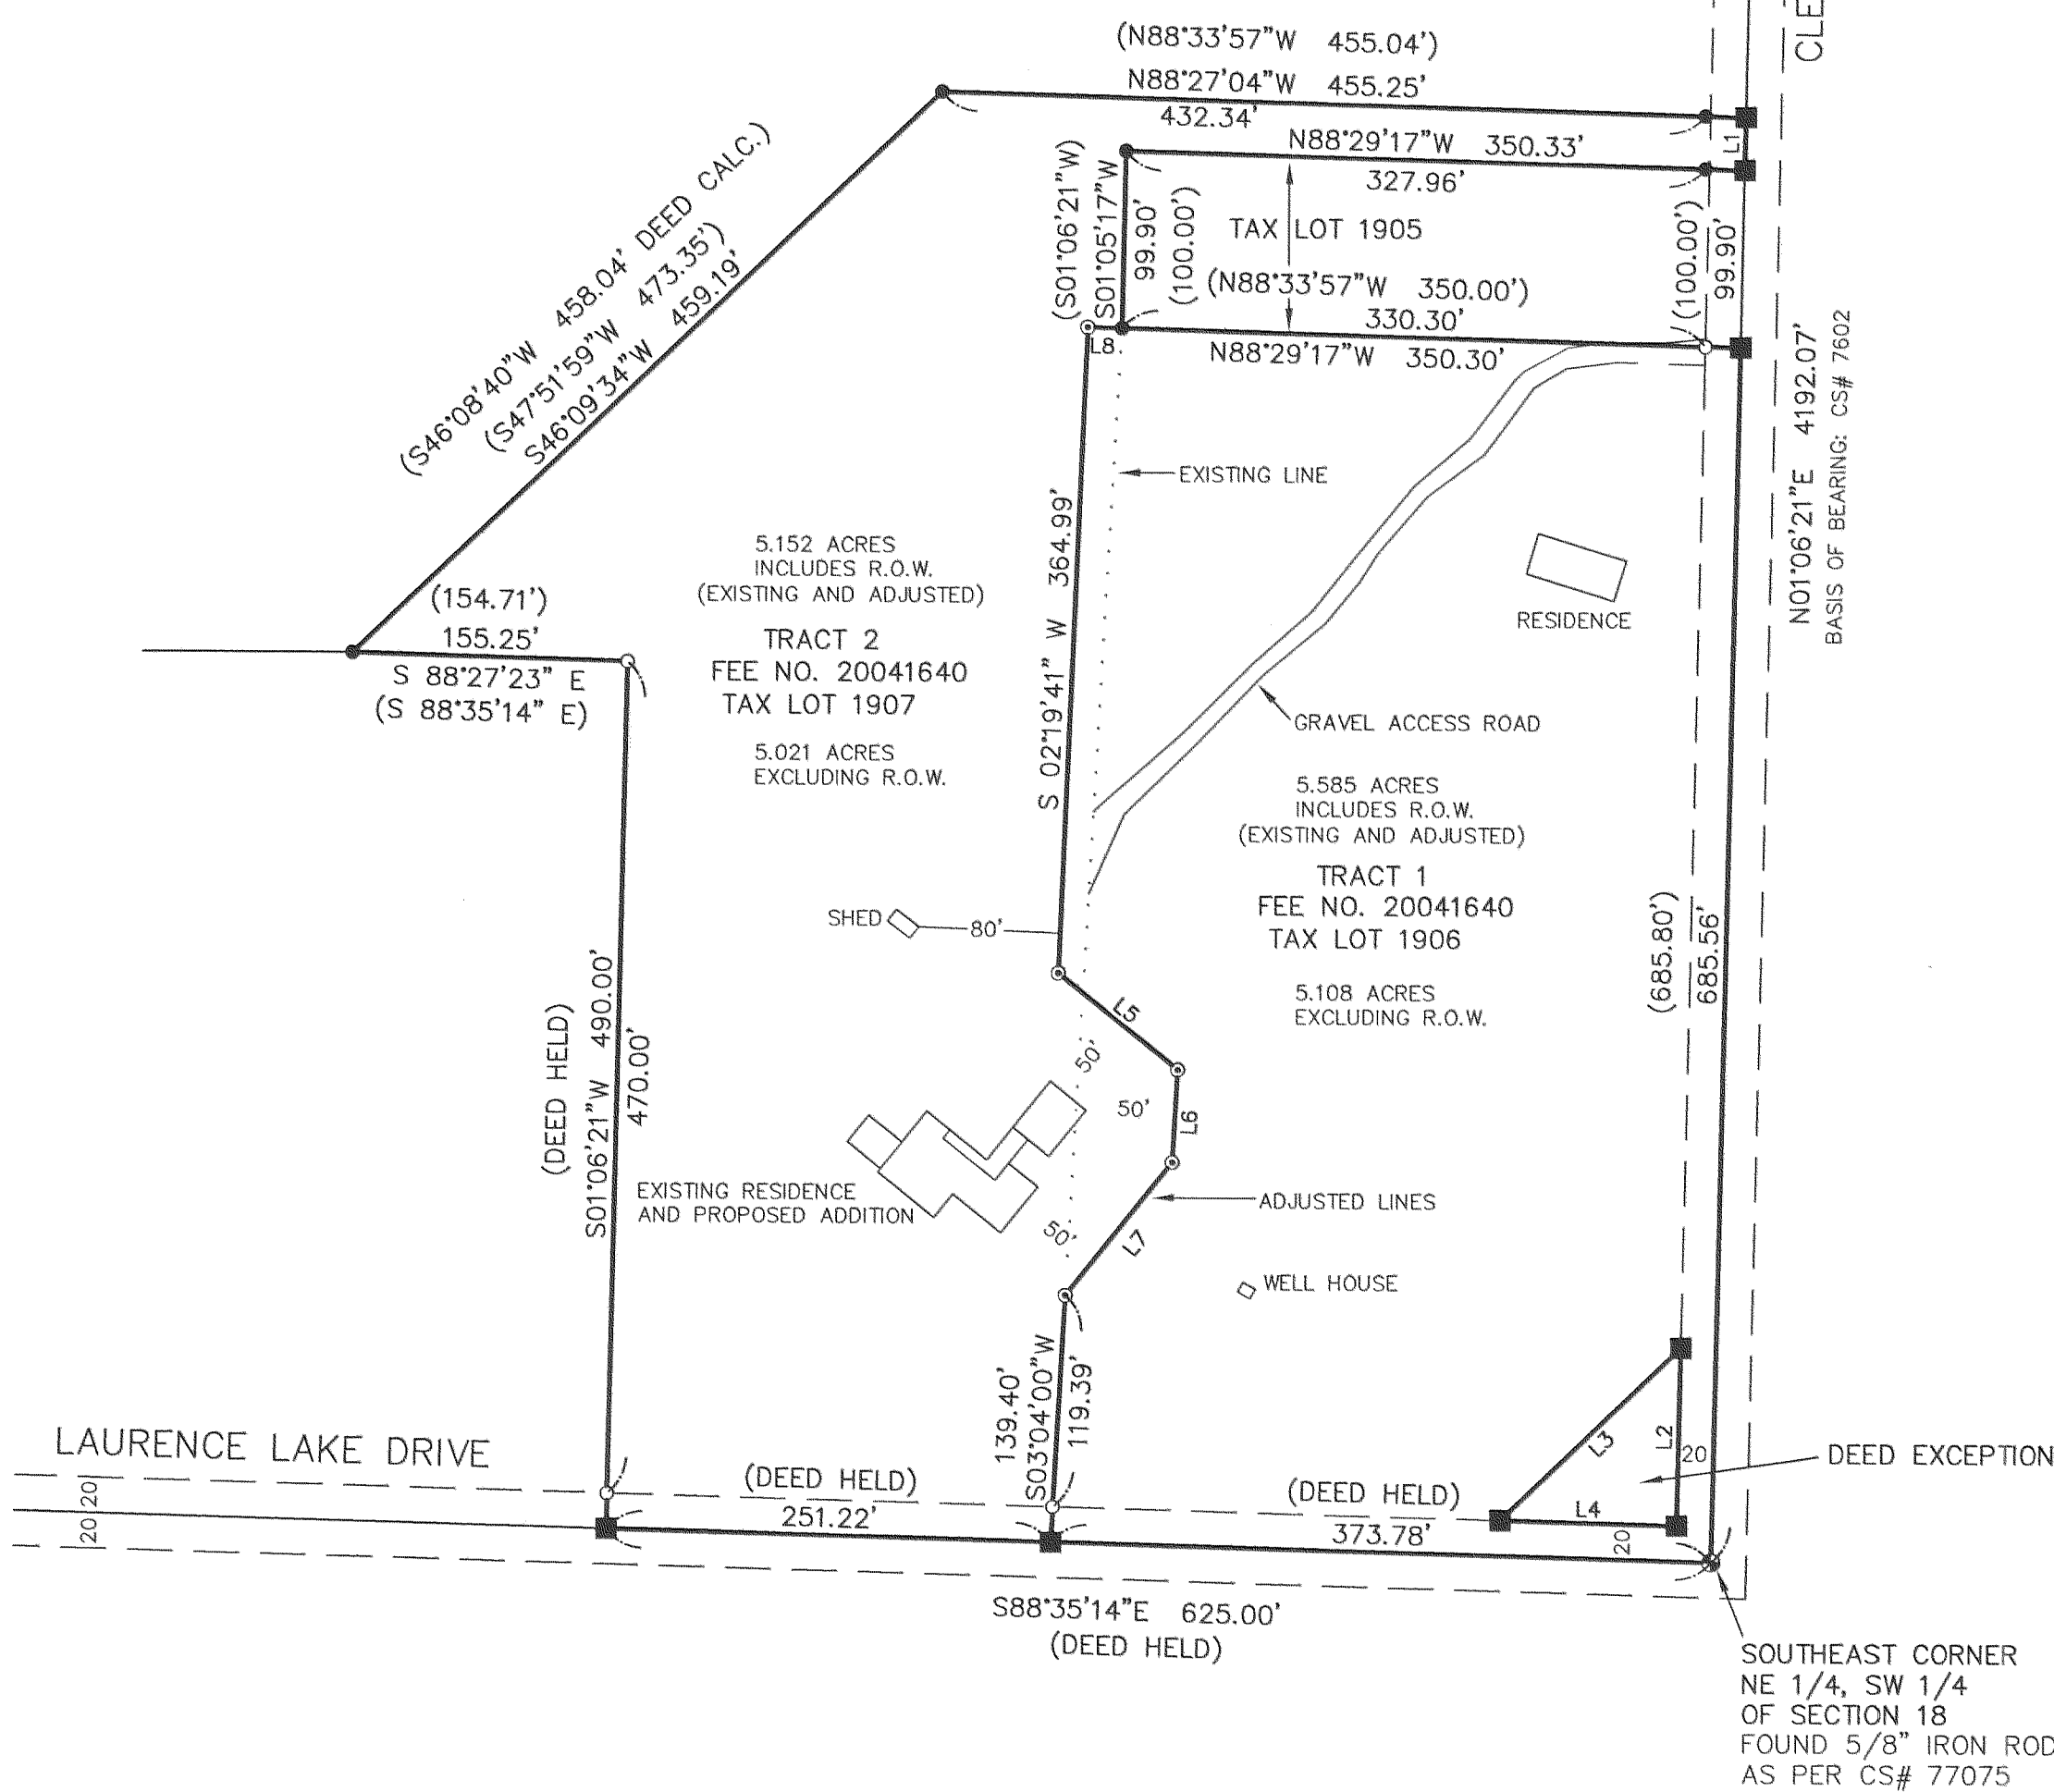 CLE
(N88°33'57"W 455.04')
N88°27'04"W 455.25'
432.34'
L1
N88°29'17"W 350.33'
327.96'
(S01°06'21"W)
S01°05'17"W
99.90'
(100.00')
TAX LOT 1905
(100.00')
99.90'
(N88°33'57"W 350.00')
330.30'
L8
N88°29'17"W 350.30'
(S46°08'40"W 458.04' DEED CALC.)
(S47°51'59"W 473.35')
S46°09'34"W 459.19'
N01°06'21"E 4192.07'
BASIS OF BEARING: CS# 7602
EXISTING LINE
S 02°19'41" W 364.99'
5.152 ACRES
INCLUDES R.O.W.
(EXISTING AND ADJUSTED)
RESIDENCE
(154.71')
155.25'
S 88°27'23" E
(S 88°35'14" E)
TRACT 2
FEE NO. 20041640
TAX LOT 1907
5.021 ACRES
EXCLUDING R.O.W.
GRAVEL ACCESS ROAD
5.585 ACRES
INCLUDES R.O.W.
(EXISTING AND ADJUSTED)
TRACT 1
FEE NO. 20041640
TAX LOT 1906
5.108 ACRES
EXCLUDING R.O.W.
SHED
80'
(685.80')
685.56'
(DEED HELD)
S01°06'21"W 490.00'
470.00'
L5
50'
50'
L6
EXISTING RESIDENCE
AND PROPOSED ADDITION
50'
L7
ADJUSTED LINES
WELL HOUSE
139.40'
S03°04'00"W
119.39'
L3
L2
20
DEED EXCEPTION
LAURENCE LAKE DRIVE
20
20
(DEED HELD)
251.22'
(DEED HELD)
373.78'
L4
20
S88°35'14"E 625.00'
(DEED HELD)
SOUTHEAST CORNER
NE 1/4, SW 1/4
OF SECTION 18
FOUND 5/8" IRON ROD
AS PER CS# 77075